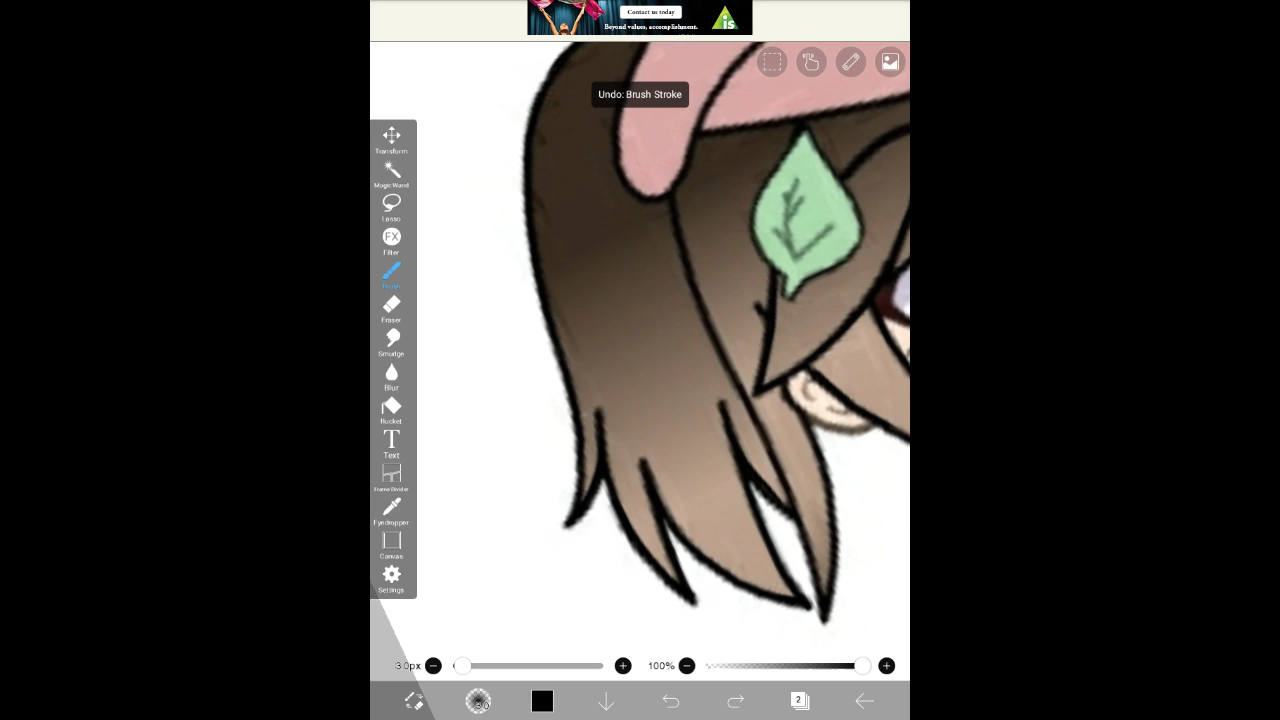 Contact us today
Beyond values, accomplishment.
is
Undo: Brush Stroke
Transform
Magic Wand
Lasso
FX
Filter
Brush
Eraser
Smudge
Blur
Bucket
T
Text
Frame Divider
Eyedropper
Canvas
Settings
3.0px
100%
2